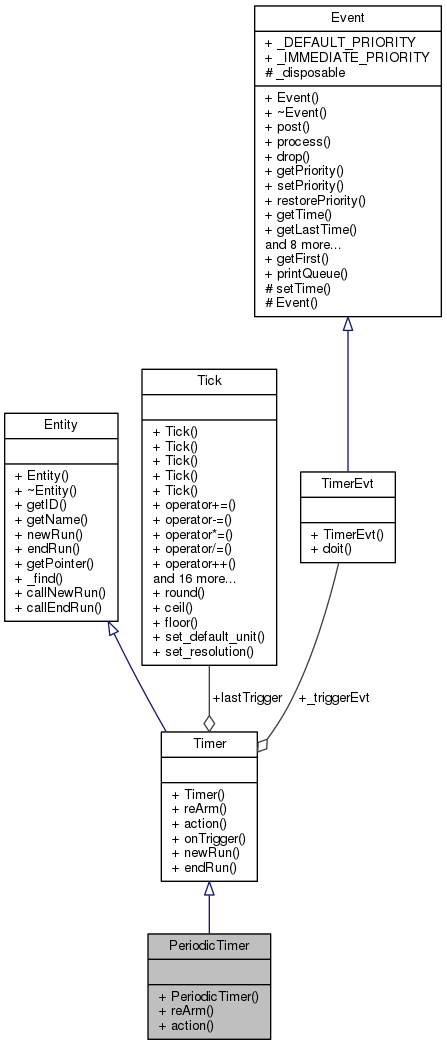 Event
+ _DEFAULT_PRIORITY
+ _IMMEDIATE_PRIORITY
# _disposable
+ Event()
+ ~Event()
+ post()
+ process()
+ drop()
+ getPriority()
+ setPriority()
+ restorePriority()
+ getTime()
+ getLastTime()
and 8 more...
+ getFirst()
+ printQueue()
# setTime()
# Event()
Tick
+ Tick()
+ Tick()
+ Tick()
+ Tick()
+ Tick()
+ operator+=()
+ operator-=()
+ operator*=()
+ operator/=()
+ operator++()
and 16 more...
+ round()
+ ceil()
+ floor()
+ set_default_unit()
+ set_resolution()
Entity
+ Entity()
+ ~Entity()
+ getID()
+ getName()
+ newRun()
+ endRun()
+ getPointer()
+ _find()
+ callNewRun()
+ callEndRun()
TimerEvt
+ TimerEvt()
+ doit()
+lastTrigger
+_triggerEvt
Timer
+ Timer()
+ reArm()
+ action()
+ onTrigger()
+ newRun()
+ endRun()
PeriodicTimer
+ PeriodicTimer()
+ reArm()
+ action()